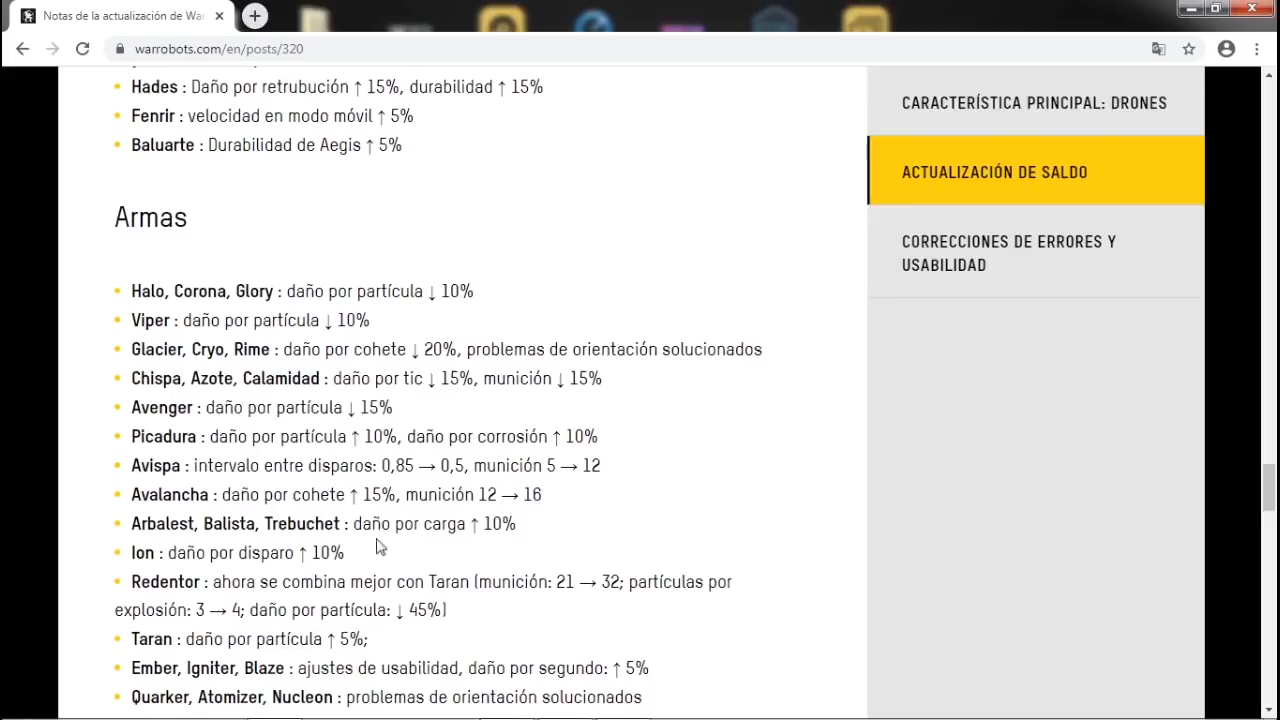 Notas de la actualización de War
warrobots.com/en/posts/320
Hades : Daño por retrubución ↑ 15%, durabilidad ↑ 15%
Fenrir : velocidad en modo móvil ↑ 5%
Baluarte : Durabilidad de Aegis ↑ 5%
Armas
Halo, Corona, Glory : daño por partícula ↓ 10%
Viper : daño por partícula ↓ 10%
Glacier, Cryo, Rime : daño por cohete ↓ 20%, problemas de orientación solucionados
Chispa, Azote, Calamidad : daño por tic ↓ 15%, munición ↓ 15%
Avenger : daño por partícula ↓ 15%
Picadura : daño por partícula ↑ 10%, daño por corrosión ↑ 10%
Avispa : intervalo entre disparos: 0,85 → 0,5, munición 5 → 12
Avalancha : daño por cohete ↑ 15%, munición 12 → 16
Arbalest, Balista, Trebuchet : daño por carga ↑ 10%
Ion : daño por disparo ↑ 10%
Redentor : ahora se combina mejor con Taran (munición: 21 → 32; partículas por
explosión: 3 → 4; daño por partícula: ↓ 45%)
Taran : daño por partícula ↑ 5%;
Ember, Igniter, Blaze : ajustes de usabilidad, daño por segundo: ↑ 5%
Quarker, Atomizer, Nucleon : problemas de orientación solucionados
CARACTERÍSTICA PRINCIPAL: DRONES
ACTUALIZACIÓN DE SALDO
CORRECCIONES DE ERRORES Y
USABILIDAD